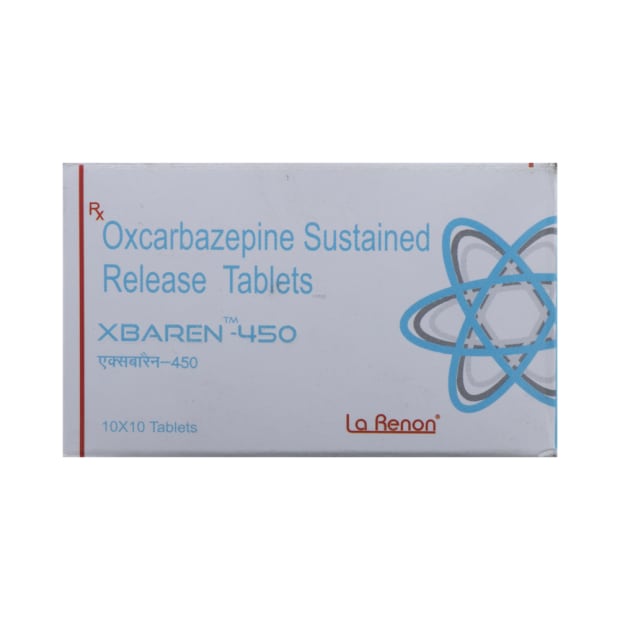 Rx
Oxcarbazepine Sustained
Release Tablets
XBAREN™-450
एक्सबारेन-450
10X10 Tablets
La Renon®